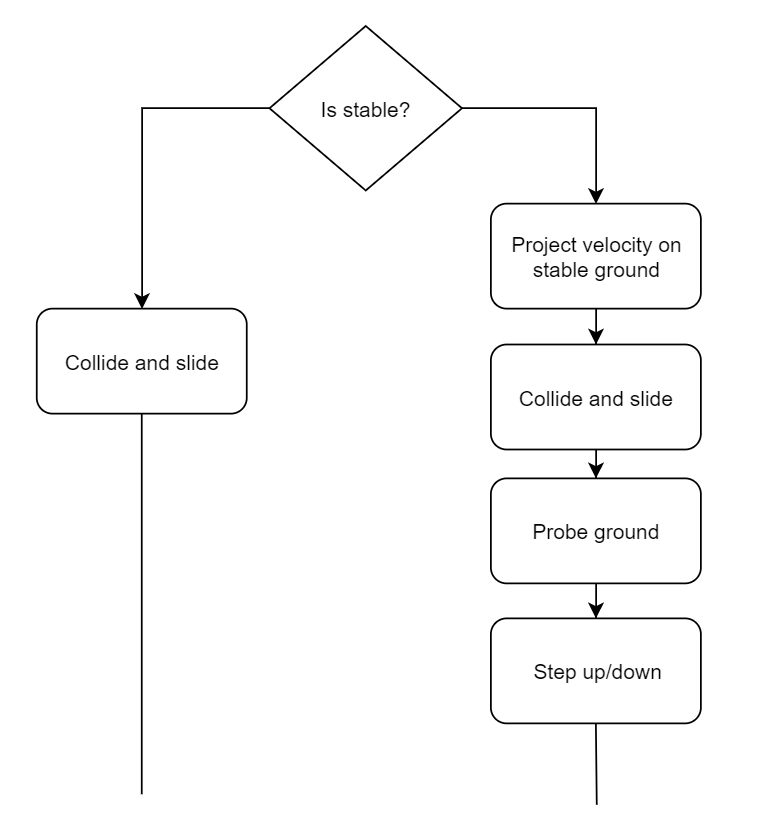 Is stable?
Project velocity on
stable ground
Collide and slide
Collide and slide
Probe ground
Step up/down